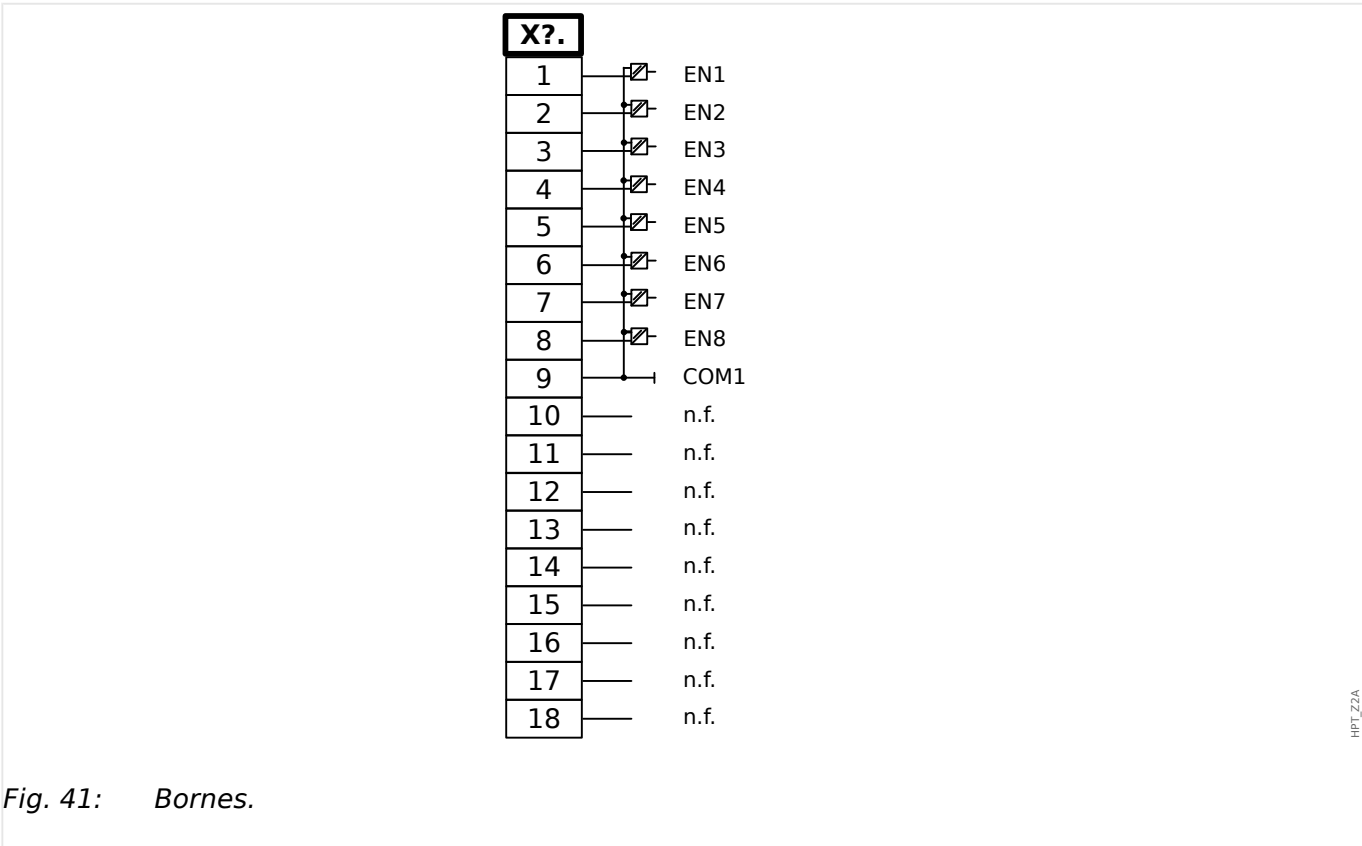 X?.
1 EN1
2 EN2
3 EN3
4 EN4
5 EN5
6 EN6
7 EN7
8 EN8
9 COM1
10 n.f.
11 n.f.
12 n.f.
13 n.f.
14 n.f.
15 n.f.
16 n.f.
17 n.f.
18 n.f.
HPT_Z2A
Fig. 41: Bornes.